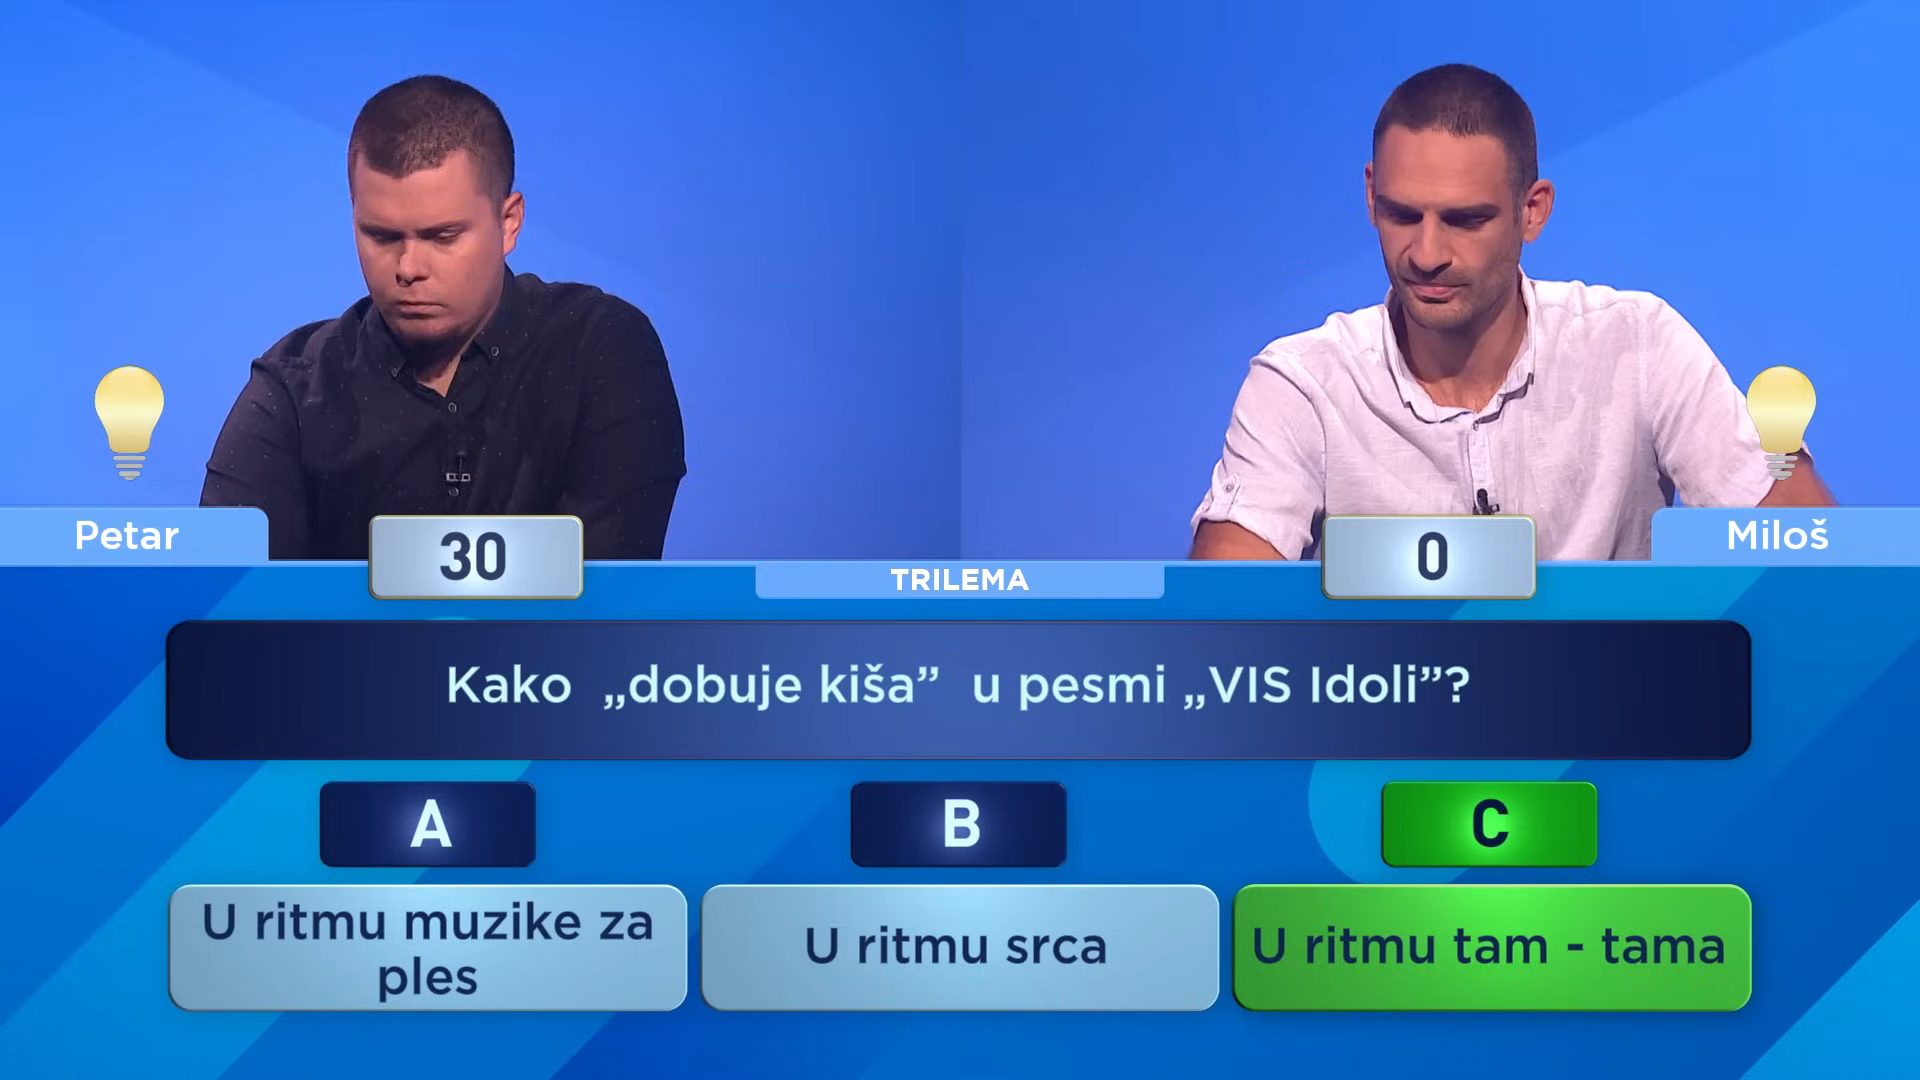 Petar
30
TRILEMA
0
Miloš
Kako „dobuje kiša” u pesmi „VIS Idoli”?
A
B
C
U ritmu muzike za
ples
U ritmu srca
U ritmu tam - tama